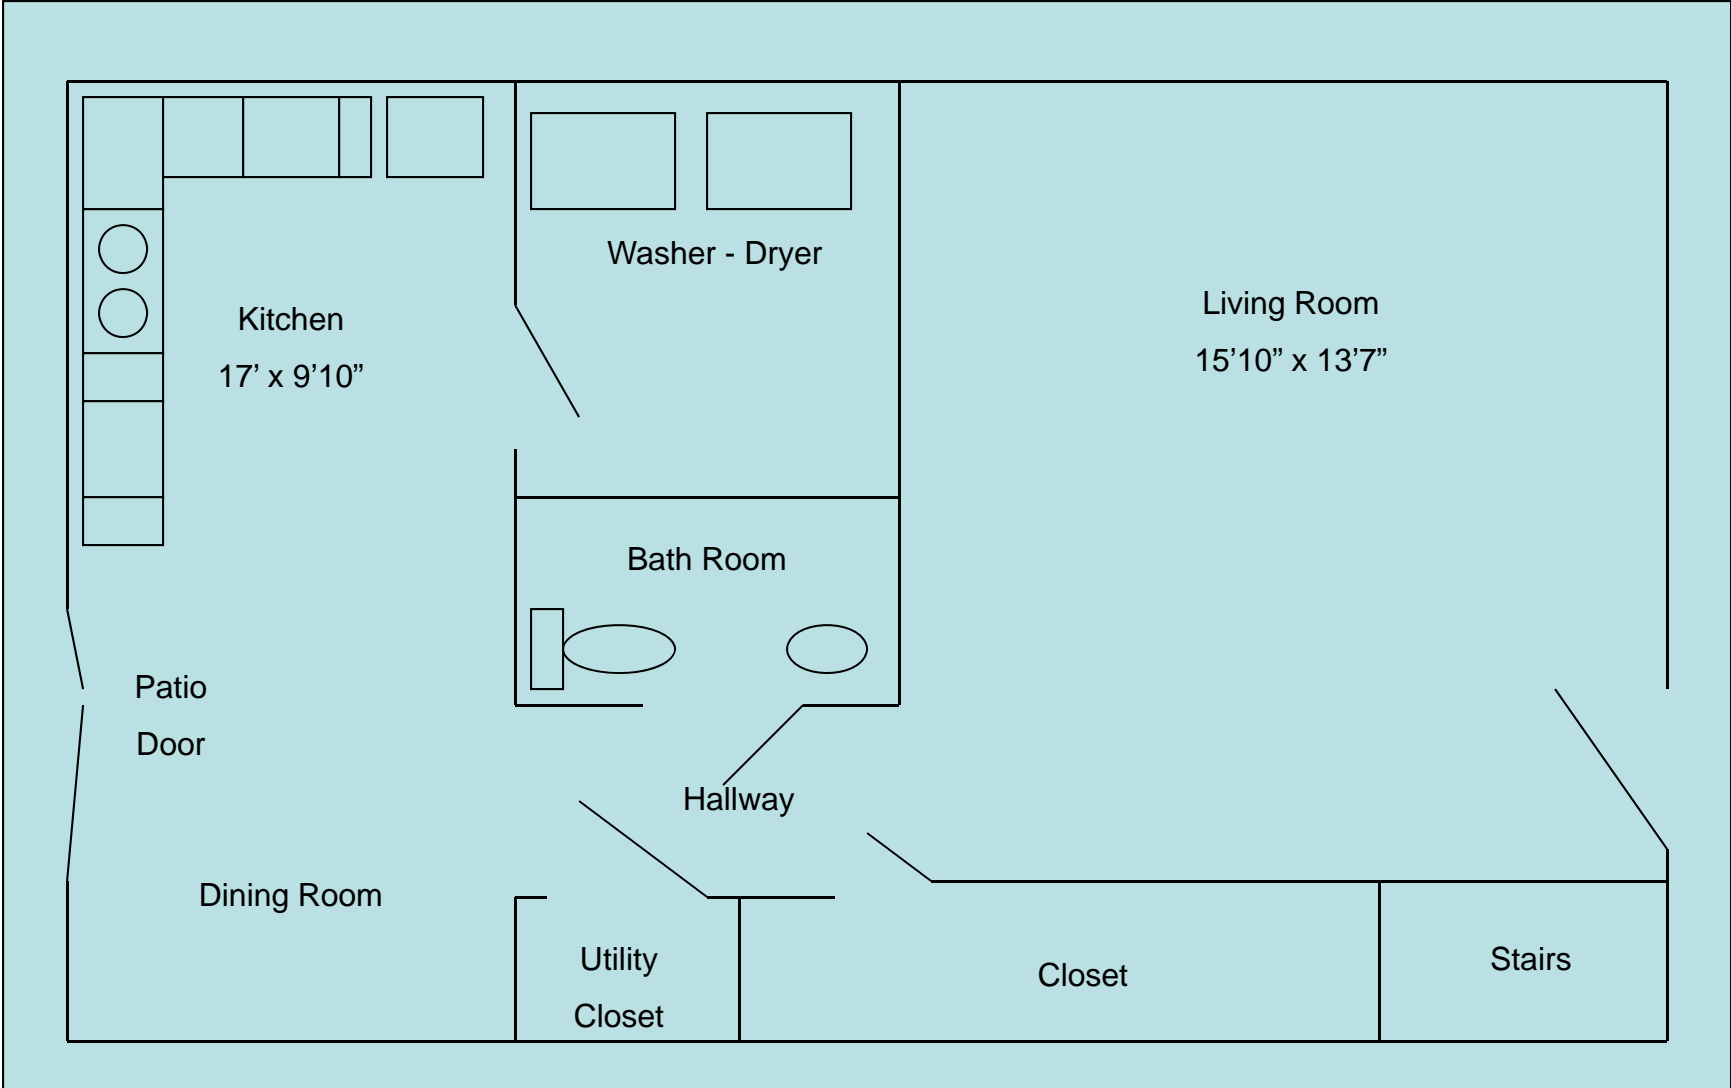 Washer - Dryer
Kitchen
17’ x 9’10”
Living Room
15’10” x 13’7”
Bath Room
Patio
Door
Hallway
Dining Room
Utility
Closet
Closet
Stairs